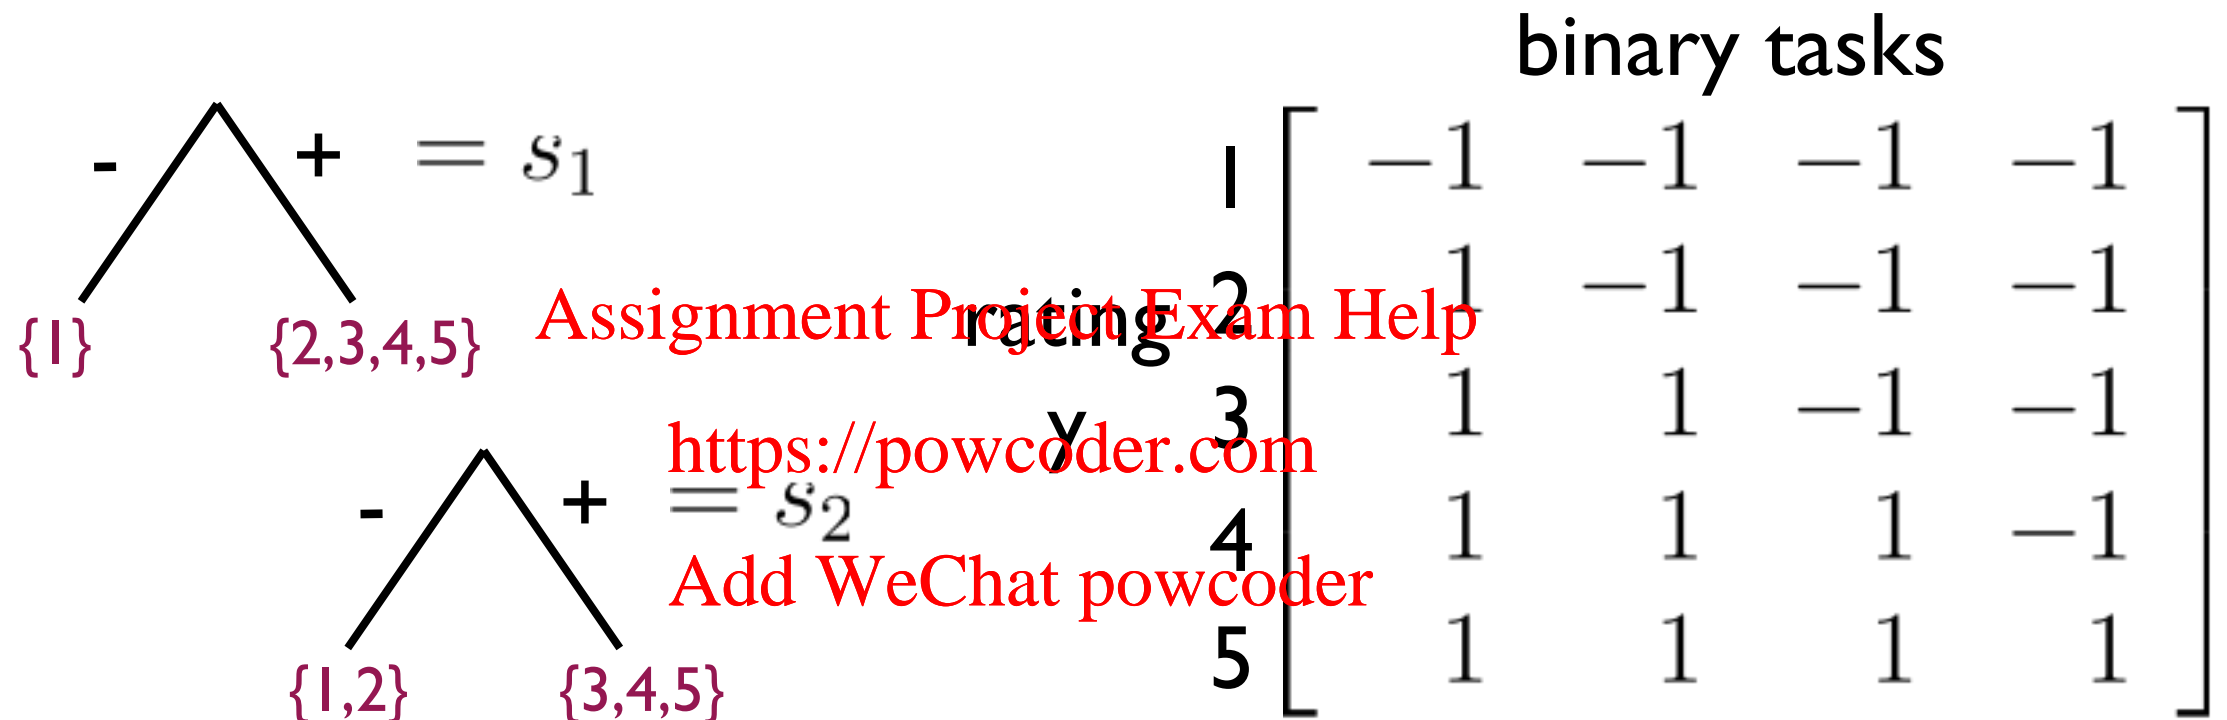 binary tasks
- + = s₁
{1} {2,3,4,5}
- + = s₂
{1,2} {3,4,5}
rating
y
1 −1 −1 −1 −1
2 1 −1 −1 −1
3 1 1 −1 −1
4 1 1 1 −1
5 1 1 1 1
Assignment Project Exam Help
https://powcoder.com
Add WeChat powcoder